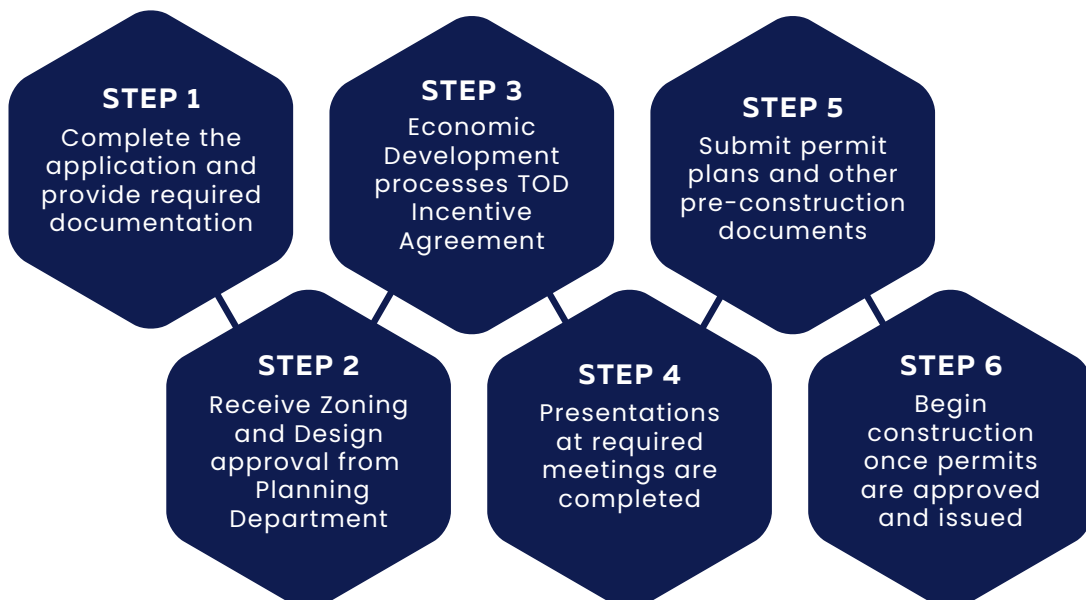 STEP 1
Complete the
application and
provide required
documentation
STEP 2
Receive Zoning
and Design
approval from
Planning
Department
STEP 3
Economic
Development
processes TOD
Incentive
Agreement
STEP 4
Presentations
at required
meetings are
completed
STEP 5
Submit permit
plans and other
pre-construction
documents
STEP 6
Begin
construction
once permits
are approved
and issued